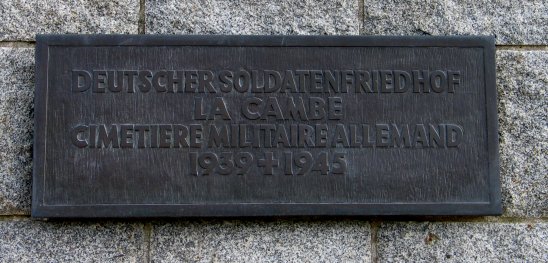 DEUTSCHER SOLDATENFRIEDHOF
LA CAMBE
CIMETIERE MILITAIRE ALLEMAND
1939 ✝ 1945